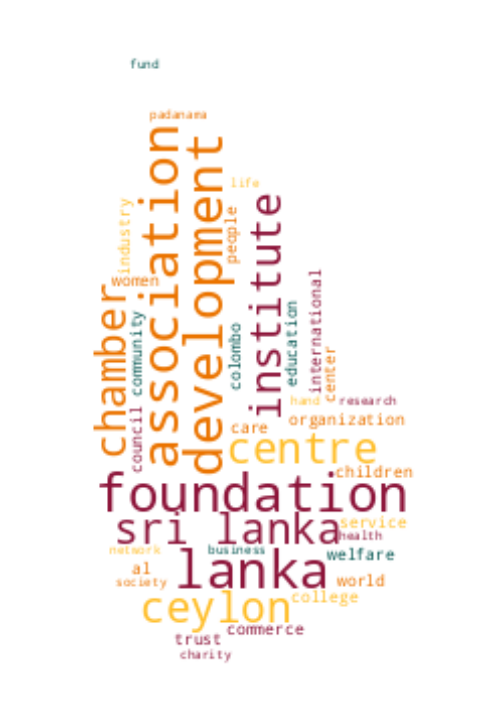 fund
padanama
association
development
life
industry
people
institute
women
international
chamber
community
education
colombo
center
hand
research
council
organization
care
centre
children
foundation
sri lanka
service
health
network
business
welfare
lanka
al
world
society
college
ceylon
commerce
trust
charity